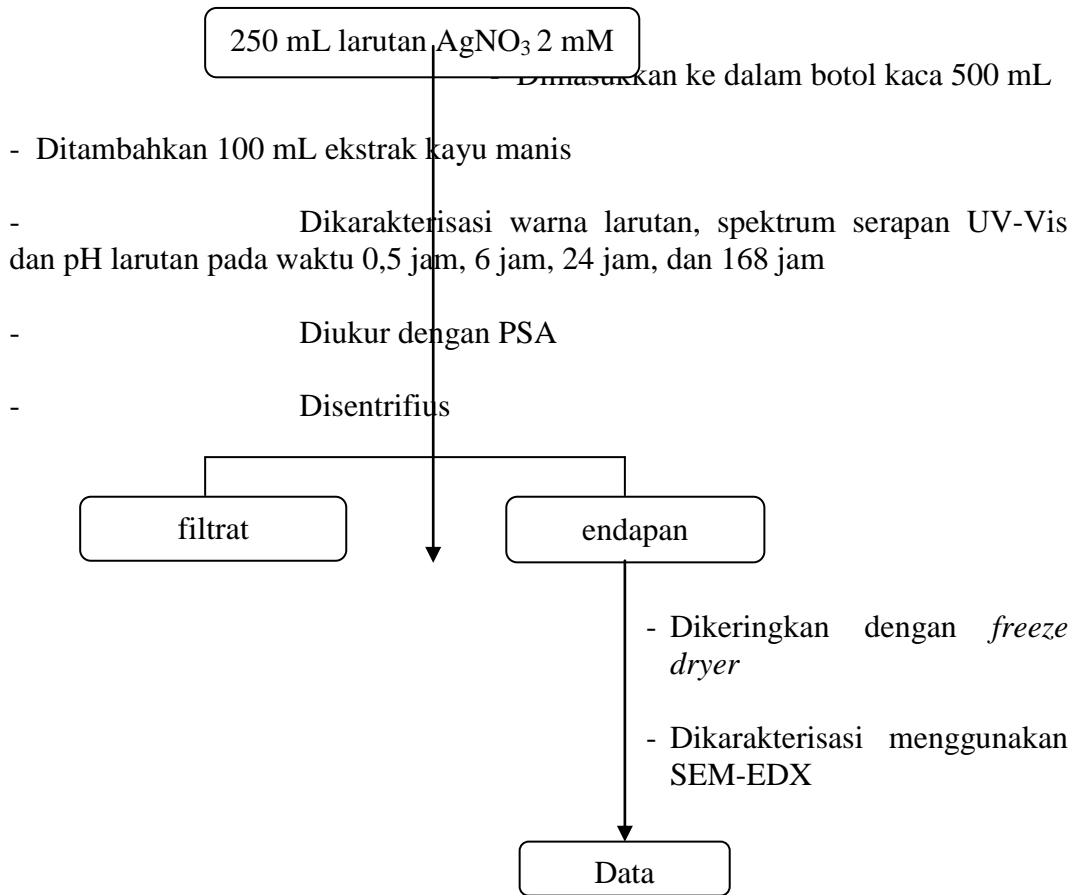 250 mL larutan AgNO₃ 2 mM
- Dimasukkan ke dalam botol kaca 500 mL
- Ditambahkan 100 mL ekstrak kayu manis
- Dikarakterisasi warna larutan, spektrum serapan UV-Vis
dan pH larutan pada waktu 0,5 jam, 6 jam, 24 jam, dan 168 jam
- Diukur dengan PSA
- Disentrifius
filtrat
endapan
- Dikeringkan dengan freeze
dryer
- Dikarakterisasi menggunakan
SEM-EDX
Data